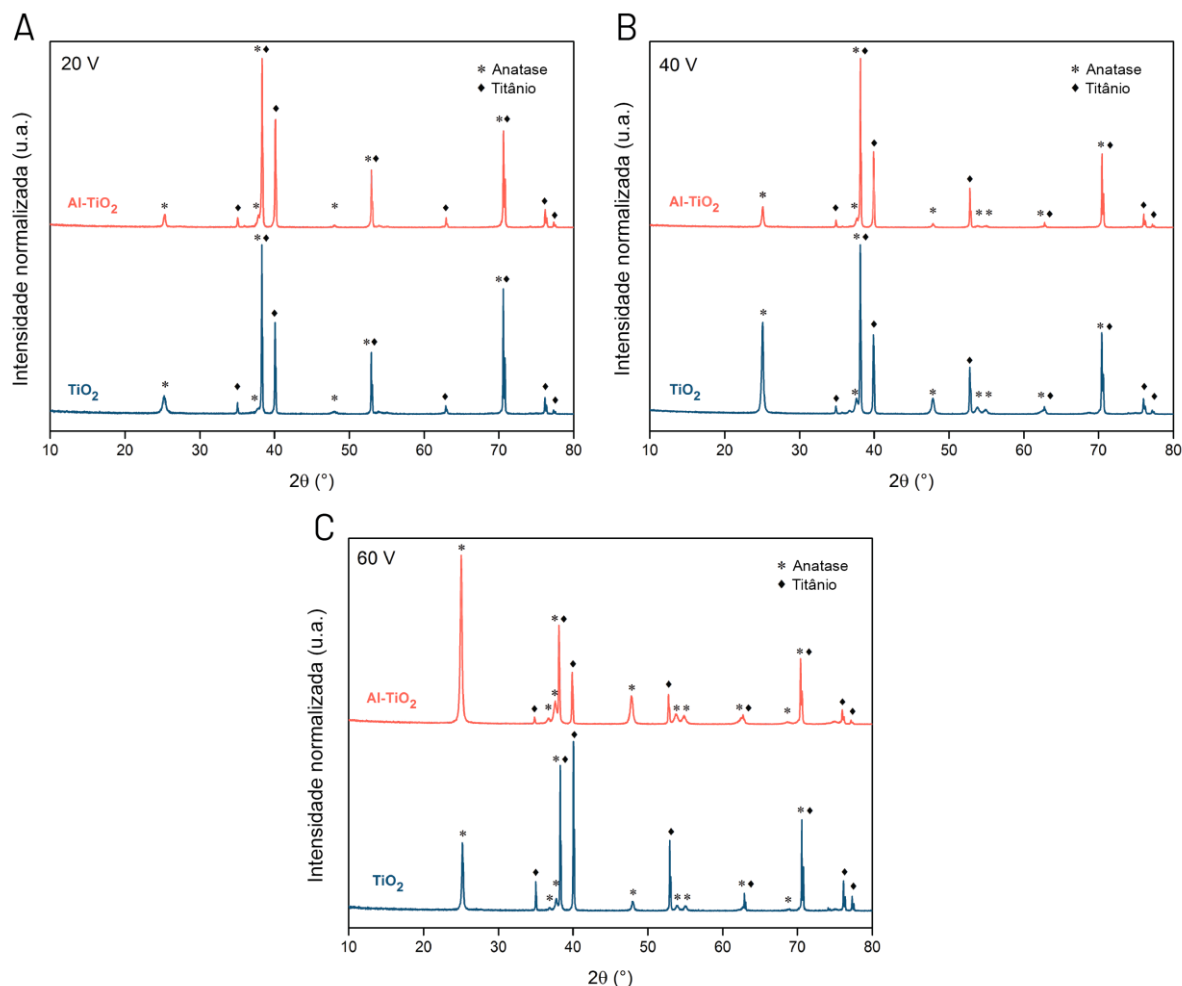 A
20 V
* Anatase
♦ Titânio
Intensidade normalizada (u.a.)
Al-TiO₂
TiO₂
10 20 30 40 50 60 70 80
2θ (°)
B
40 V
* Anatase
♦ Titânio
Intensidade normalizada (u.a.)
Al-TiO₂
TiO₂
10 20 30 40 50 60 70 80
2θ (°)
C
60 V
* Anatase
♦ Titânio
Intensidade normalizada (u.a.)
Al-TiO₂
TiO₂
10 20 30 40 50 60 70 80
2θ (°)